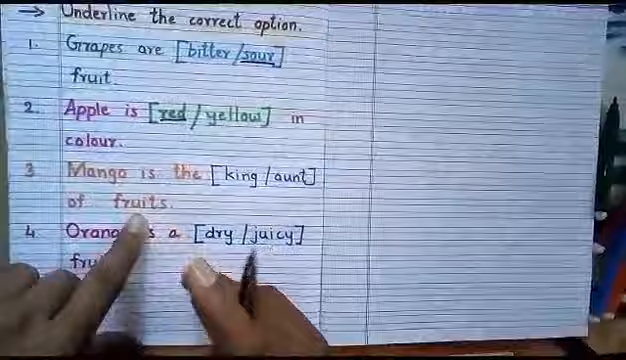 → Underline the correct option.
1. Grapes are [bitter/sour]
fruit.
2. Apple is [red/yellow] in
colour.
3 Mango is the [king/aunt]
of fruits.
4 a [dry/juicy]